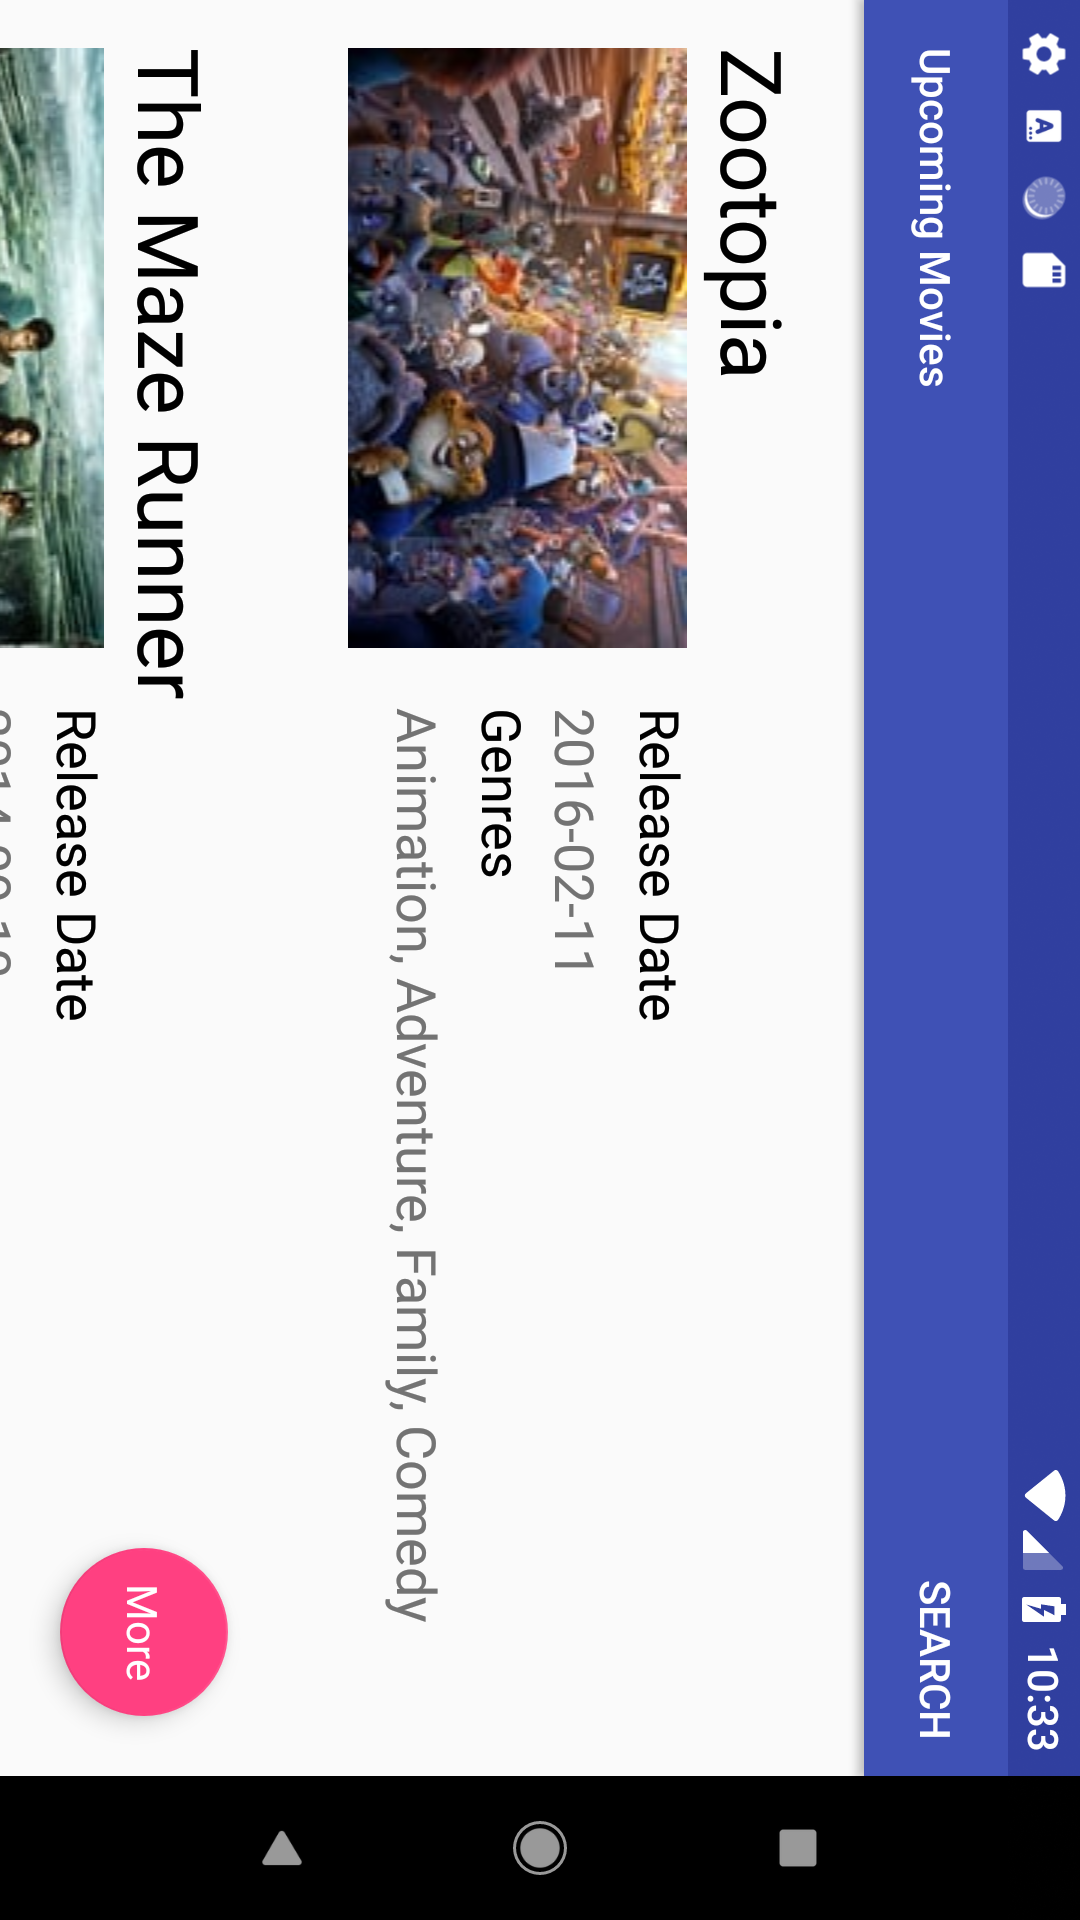 10:33
Upcoming Movies
SEARCH
Zootopia
Release Date
2016-02-11
Genres
Animation, Adventure, Family, Comedy
The Maze Runner
Release Date
More